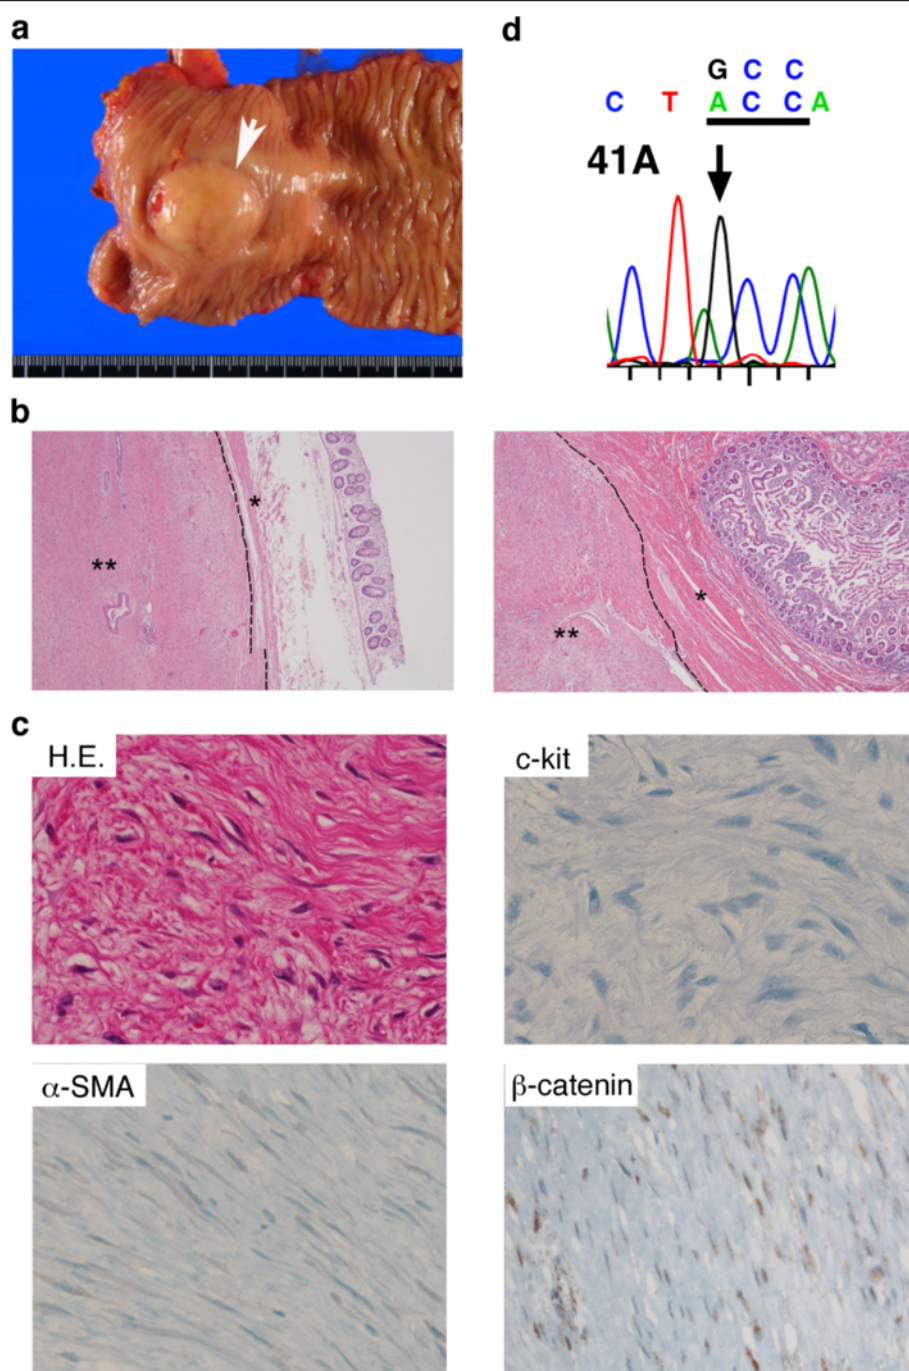 a
d
G C C
C T A C C A
41A
b
**
*
**
*
c
H.E.
c-kit
α-SMA
β-catenin